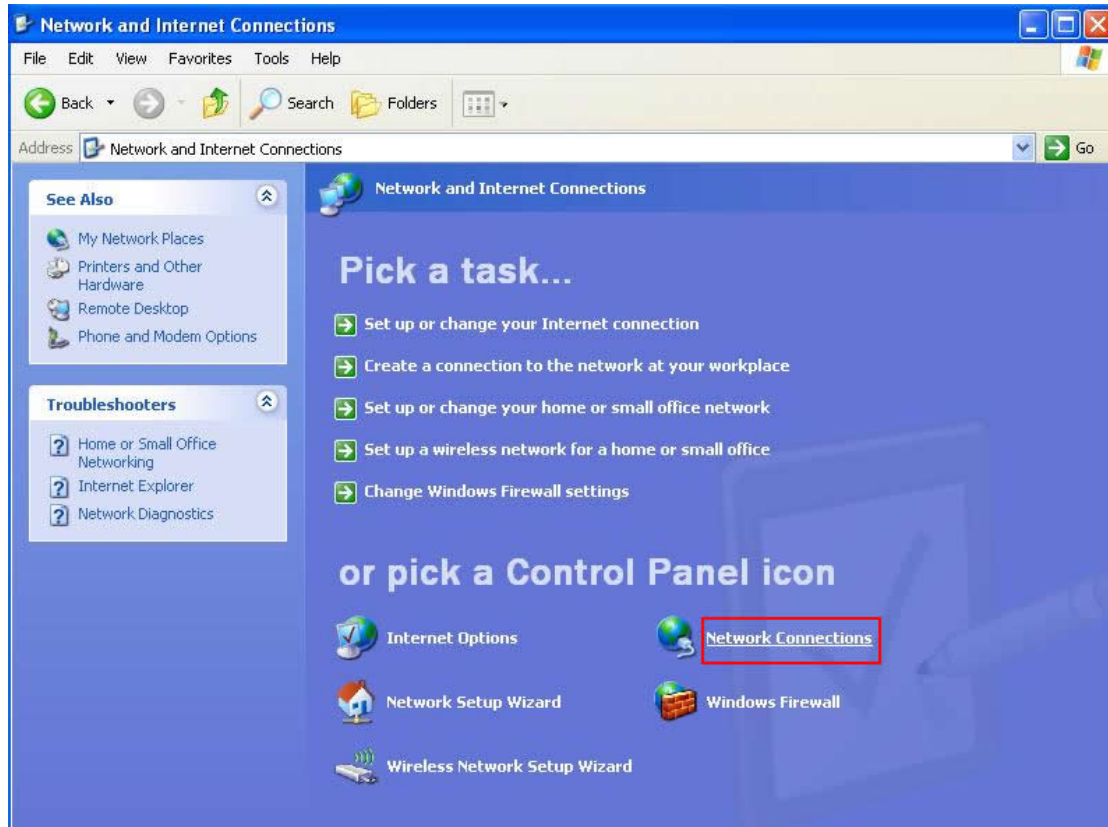 Network and Internet Connections
File Edit View Favorites Tools Help
Back Search Folders
Address Network and Internet Connections Go
See Also
My Network Places
Printers and Other
Hardware
Remote Desktop
Phone and Modem Options
Troubleshooters
Home or Small Office
Networking
Internet Explorer
Network Diagnostics
Network and Internet Connections
Pick a task...
Set up or change your Internet connection
Create a connection to the network at your workplace
Set up or change your home or small office network
Set up a wireless network for a home or small office
Change Windows Firewall settings
or pick a Control Panel icon
Internet Options
Network Connections
Network Setup Wizard
Windows Firewall
Wireless Network Setup Wizard